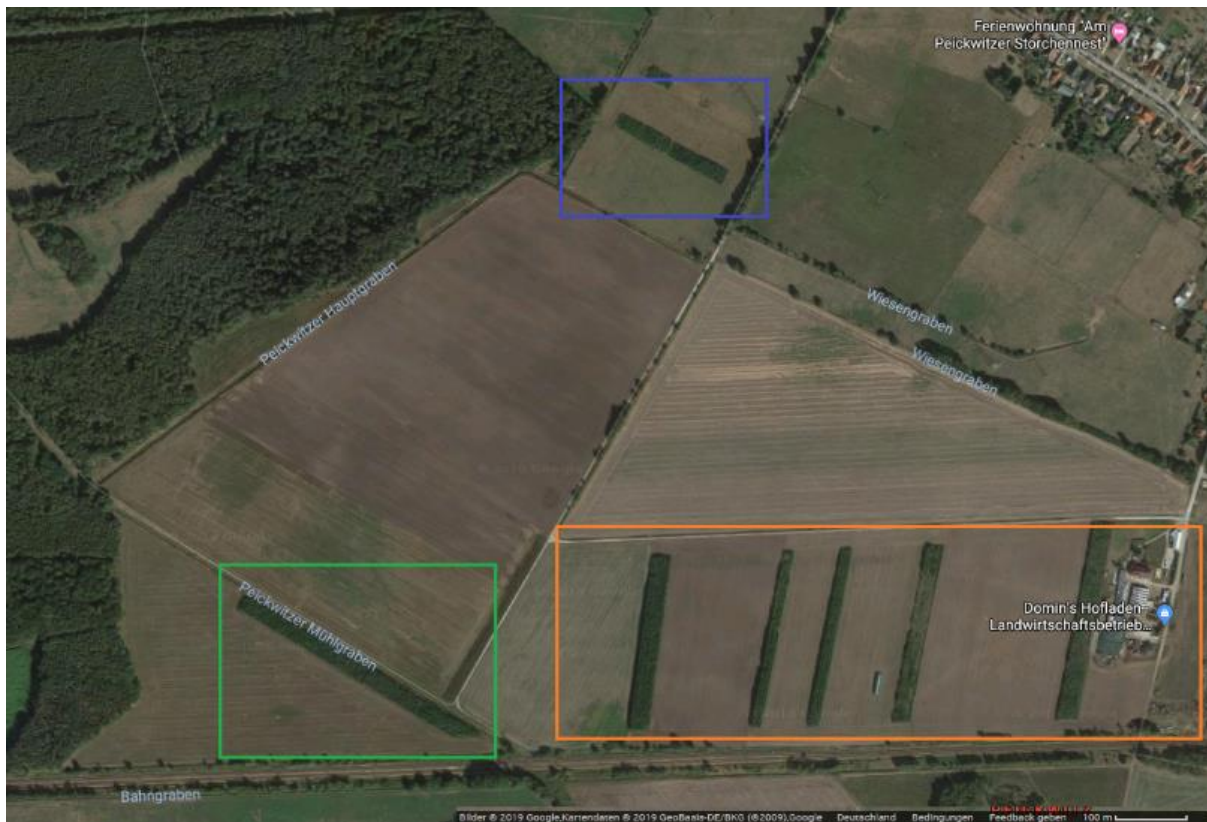 Ferienwohnung "Am
Peickwitzer Storchennest"
Wiesengraben
Peickwitzer Hauptgraben
Wiesengraben
Peickwitzer Mühlgraben
Domin's Hofladen-
Landwirtschaftsbetrieb...
Bahngraben
Bilder © 2019 Google,Kartendaten © 2019 GeoBasis-DE/BKG (©2009),Google Deutschland Bedingungen Feedback geben 100 m